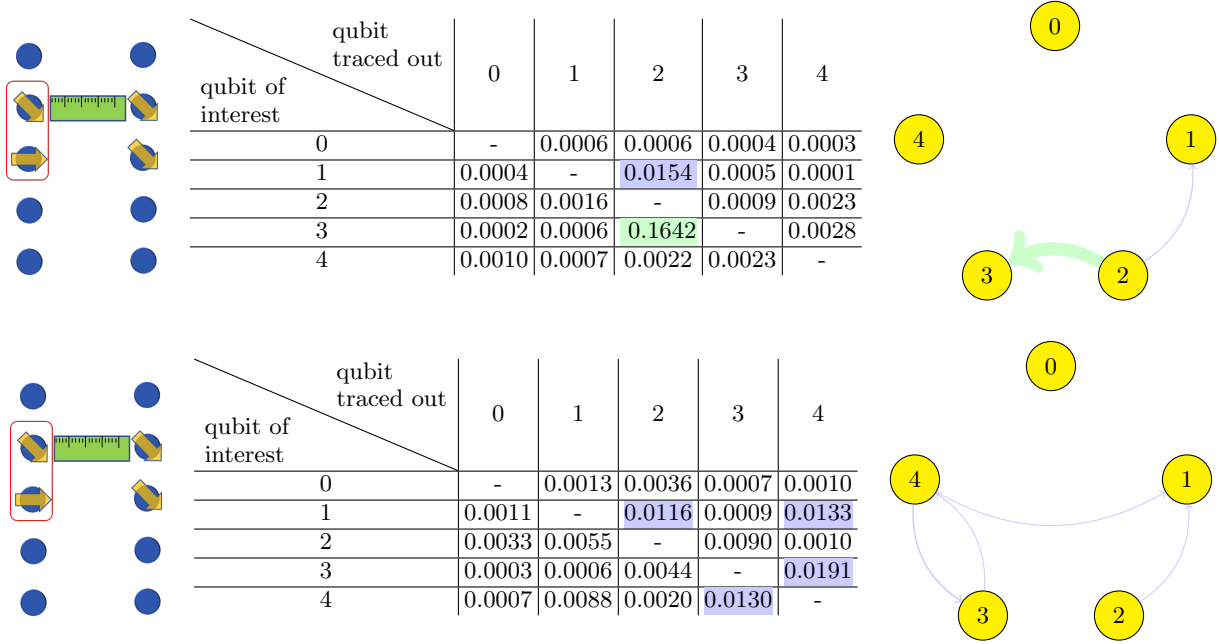 qubit
traced out
qubit of
interest
0 1 2 3 4
0 - 0.0006 0.0006 0.0004 0.0003
1 0.0004 - 0.0154 0.0005 0.0001
2 0.0008 0.0016 - 0.0009 0.0023
3 0.0002 0.0006 0.1642 - 0.0028
4 0.0010 0.0007 0.0022 0.0023 -
0
4 1
3 2
qubit
traced out
qubit of
interest
0 1 2 3 4
0 - 0.0013 0.0036 0.0007 0.0010
1 0.0011 - 0.0116 0.0009 0.0133
2 0.0033 0.0055 - 0.0090 0.0010
3 0.0003 0.0006 0.0044 - 0.0191
4 0.0007 0.0088 0.0020 0.0130 -
0
4 1
3 2